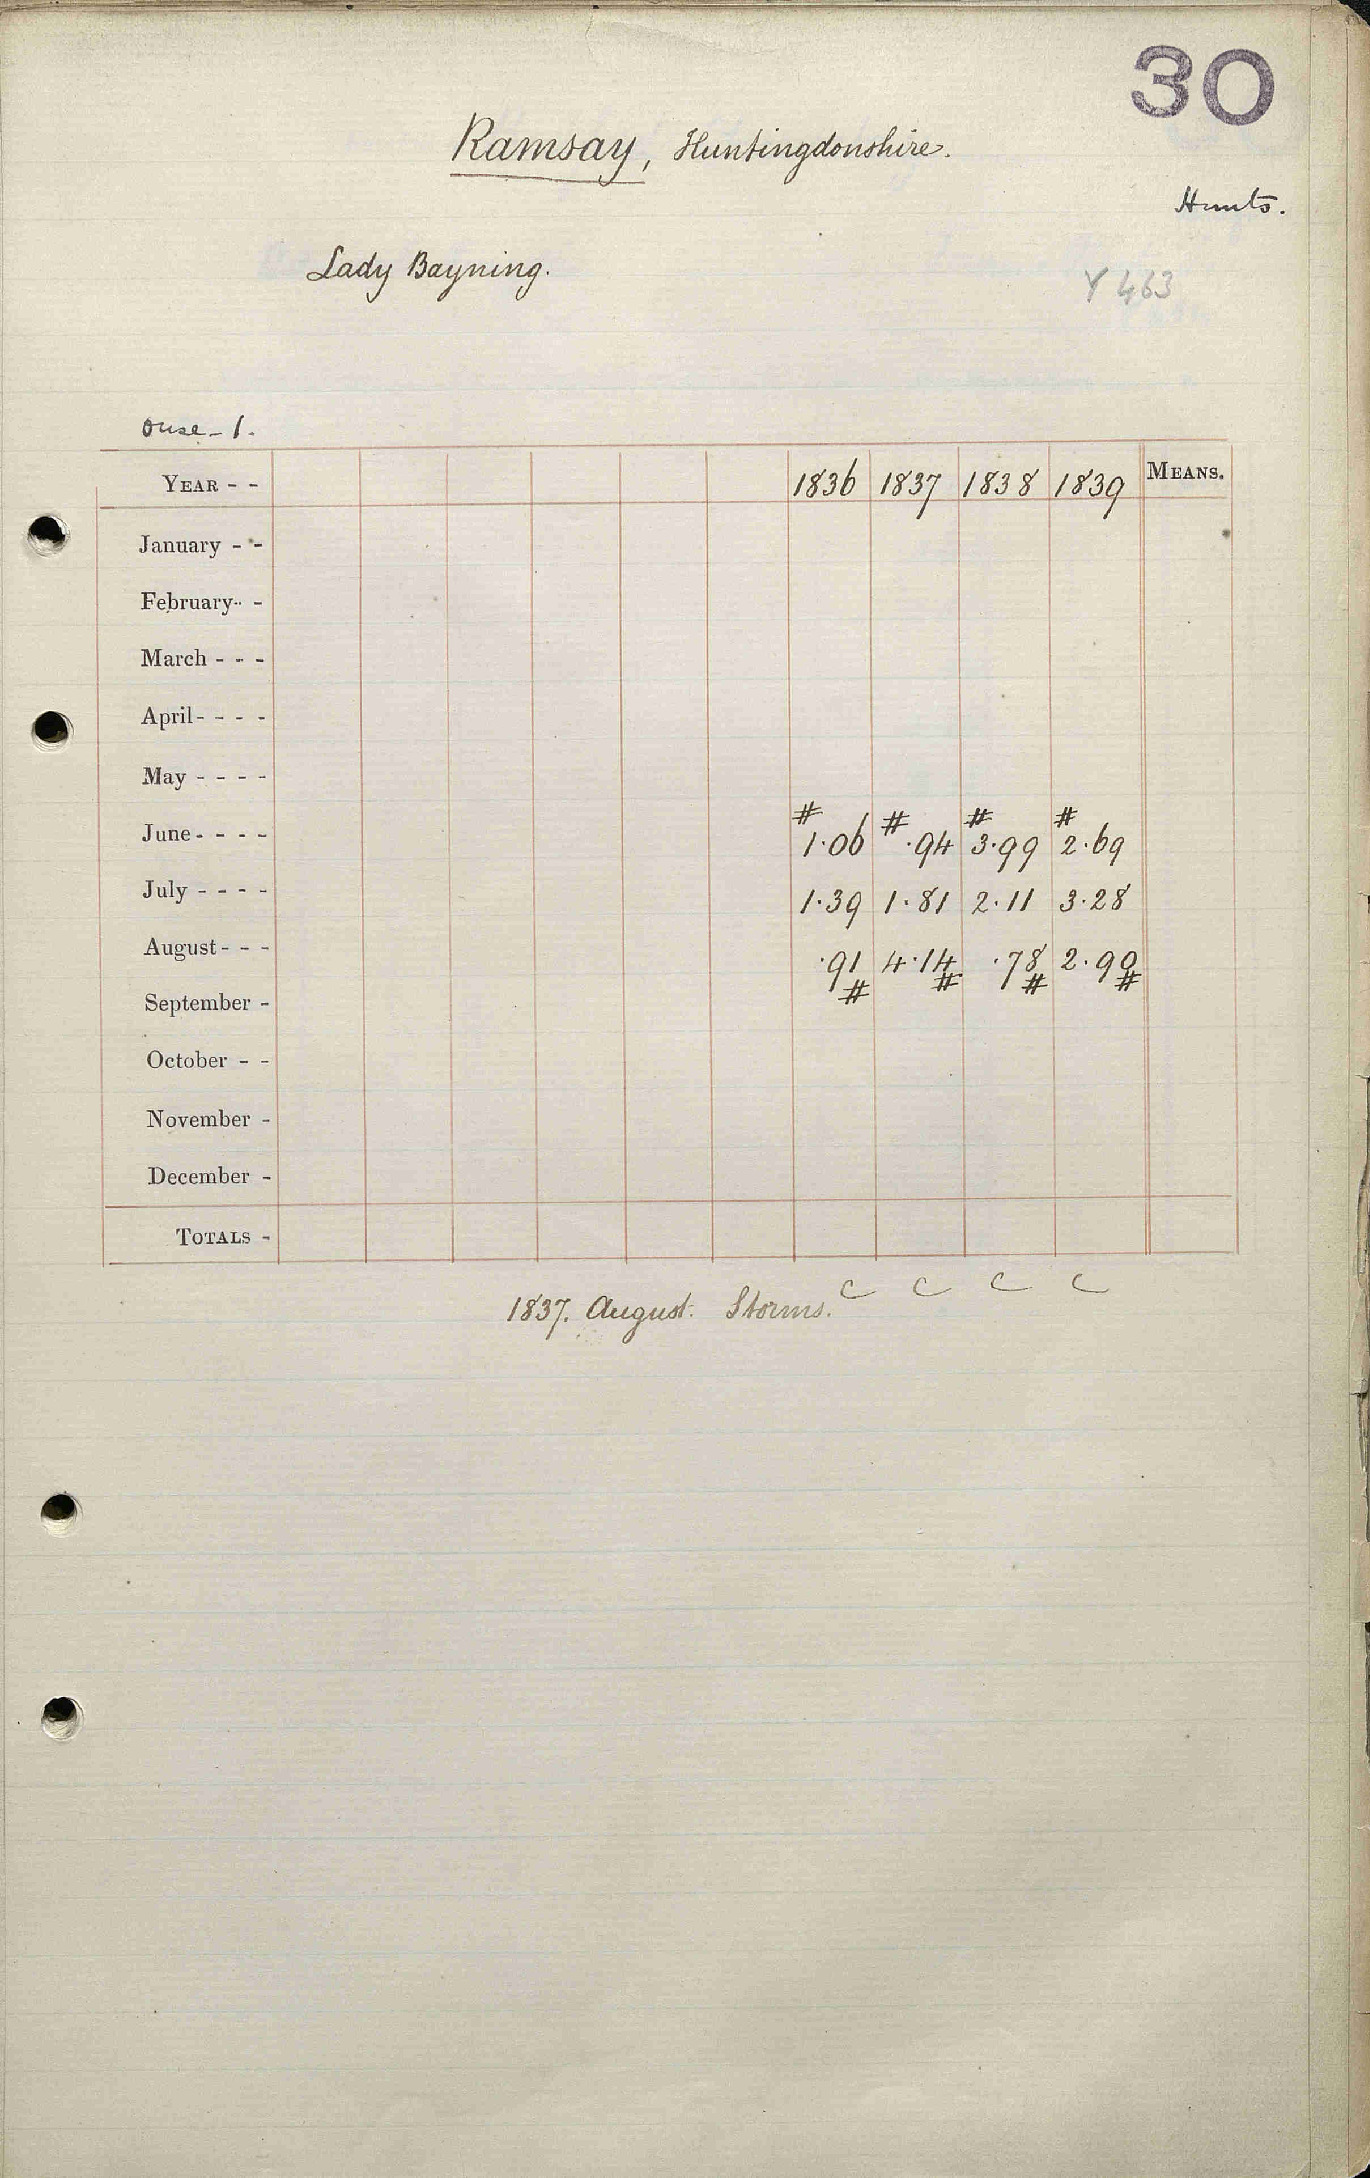 30
Ramsay, Huntingdonshire.
Hunts.
Lady Bayning.
Y 463
Ouse - 1.
YEAR - - 1836 1837 1838 1839 MEANS.
January - -
February - -
March - - -
April - - - -
May - - - -
# # # #
June - - - - 1.06 .94 3.99 2.69
July - - - - 1.39 1.81 2.11 3.28
August - - - .91 4.14 .78 2.90
# # # #
September -
October - -
November -
December -
TOTALS -
C C C C
1837. August. Storms.